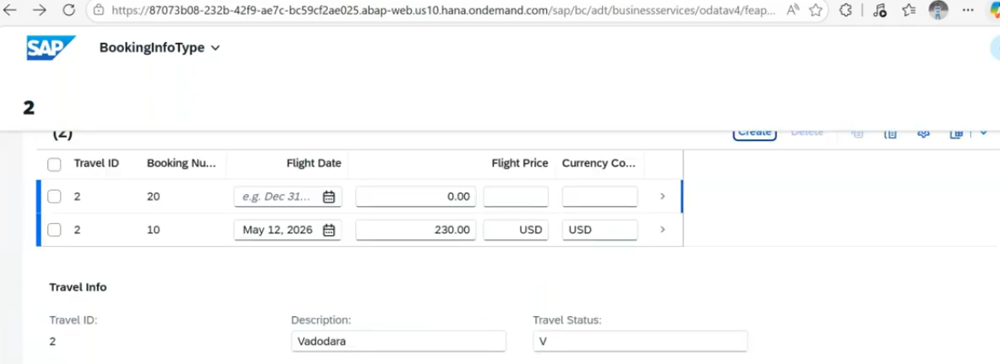 https://87073b08-232b-42f9-ae7c-bc59cf2ae025.abap-web.us10.hana.ondemand.com/sap/bc/adt/businessservices/odatav4/feap...
SAP BookingInfoType
2
(2) Create Delete
Travel ID Booking Nu... Flight Date Flight Price Currency Co...
2 20 e.g. Dec 31... 0.00
2 10 May 12, 2026 230.00 USD USD
Travel Info
Travel ID: Description: Travel Status:
2 Vadodara V